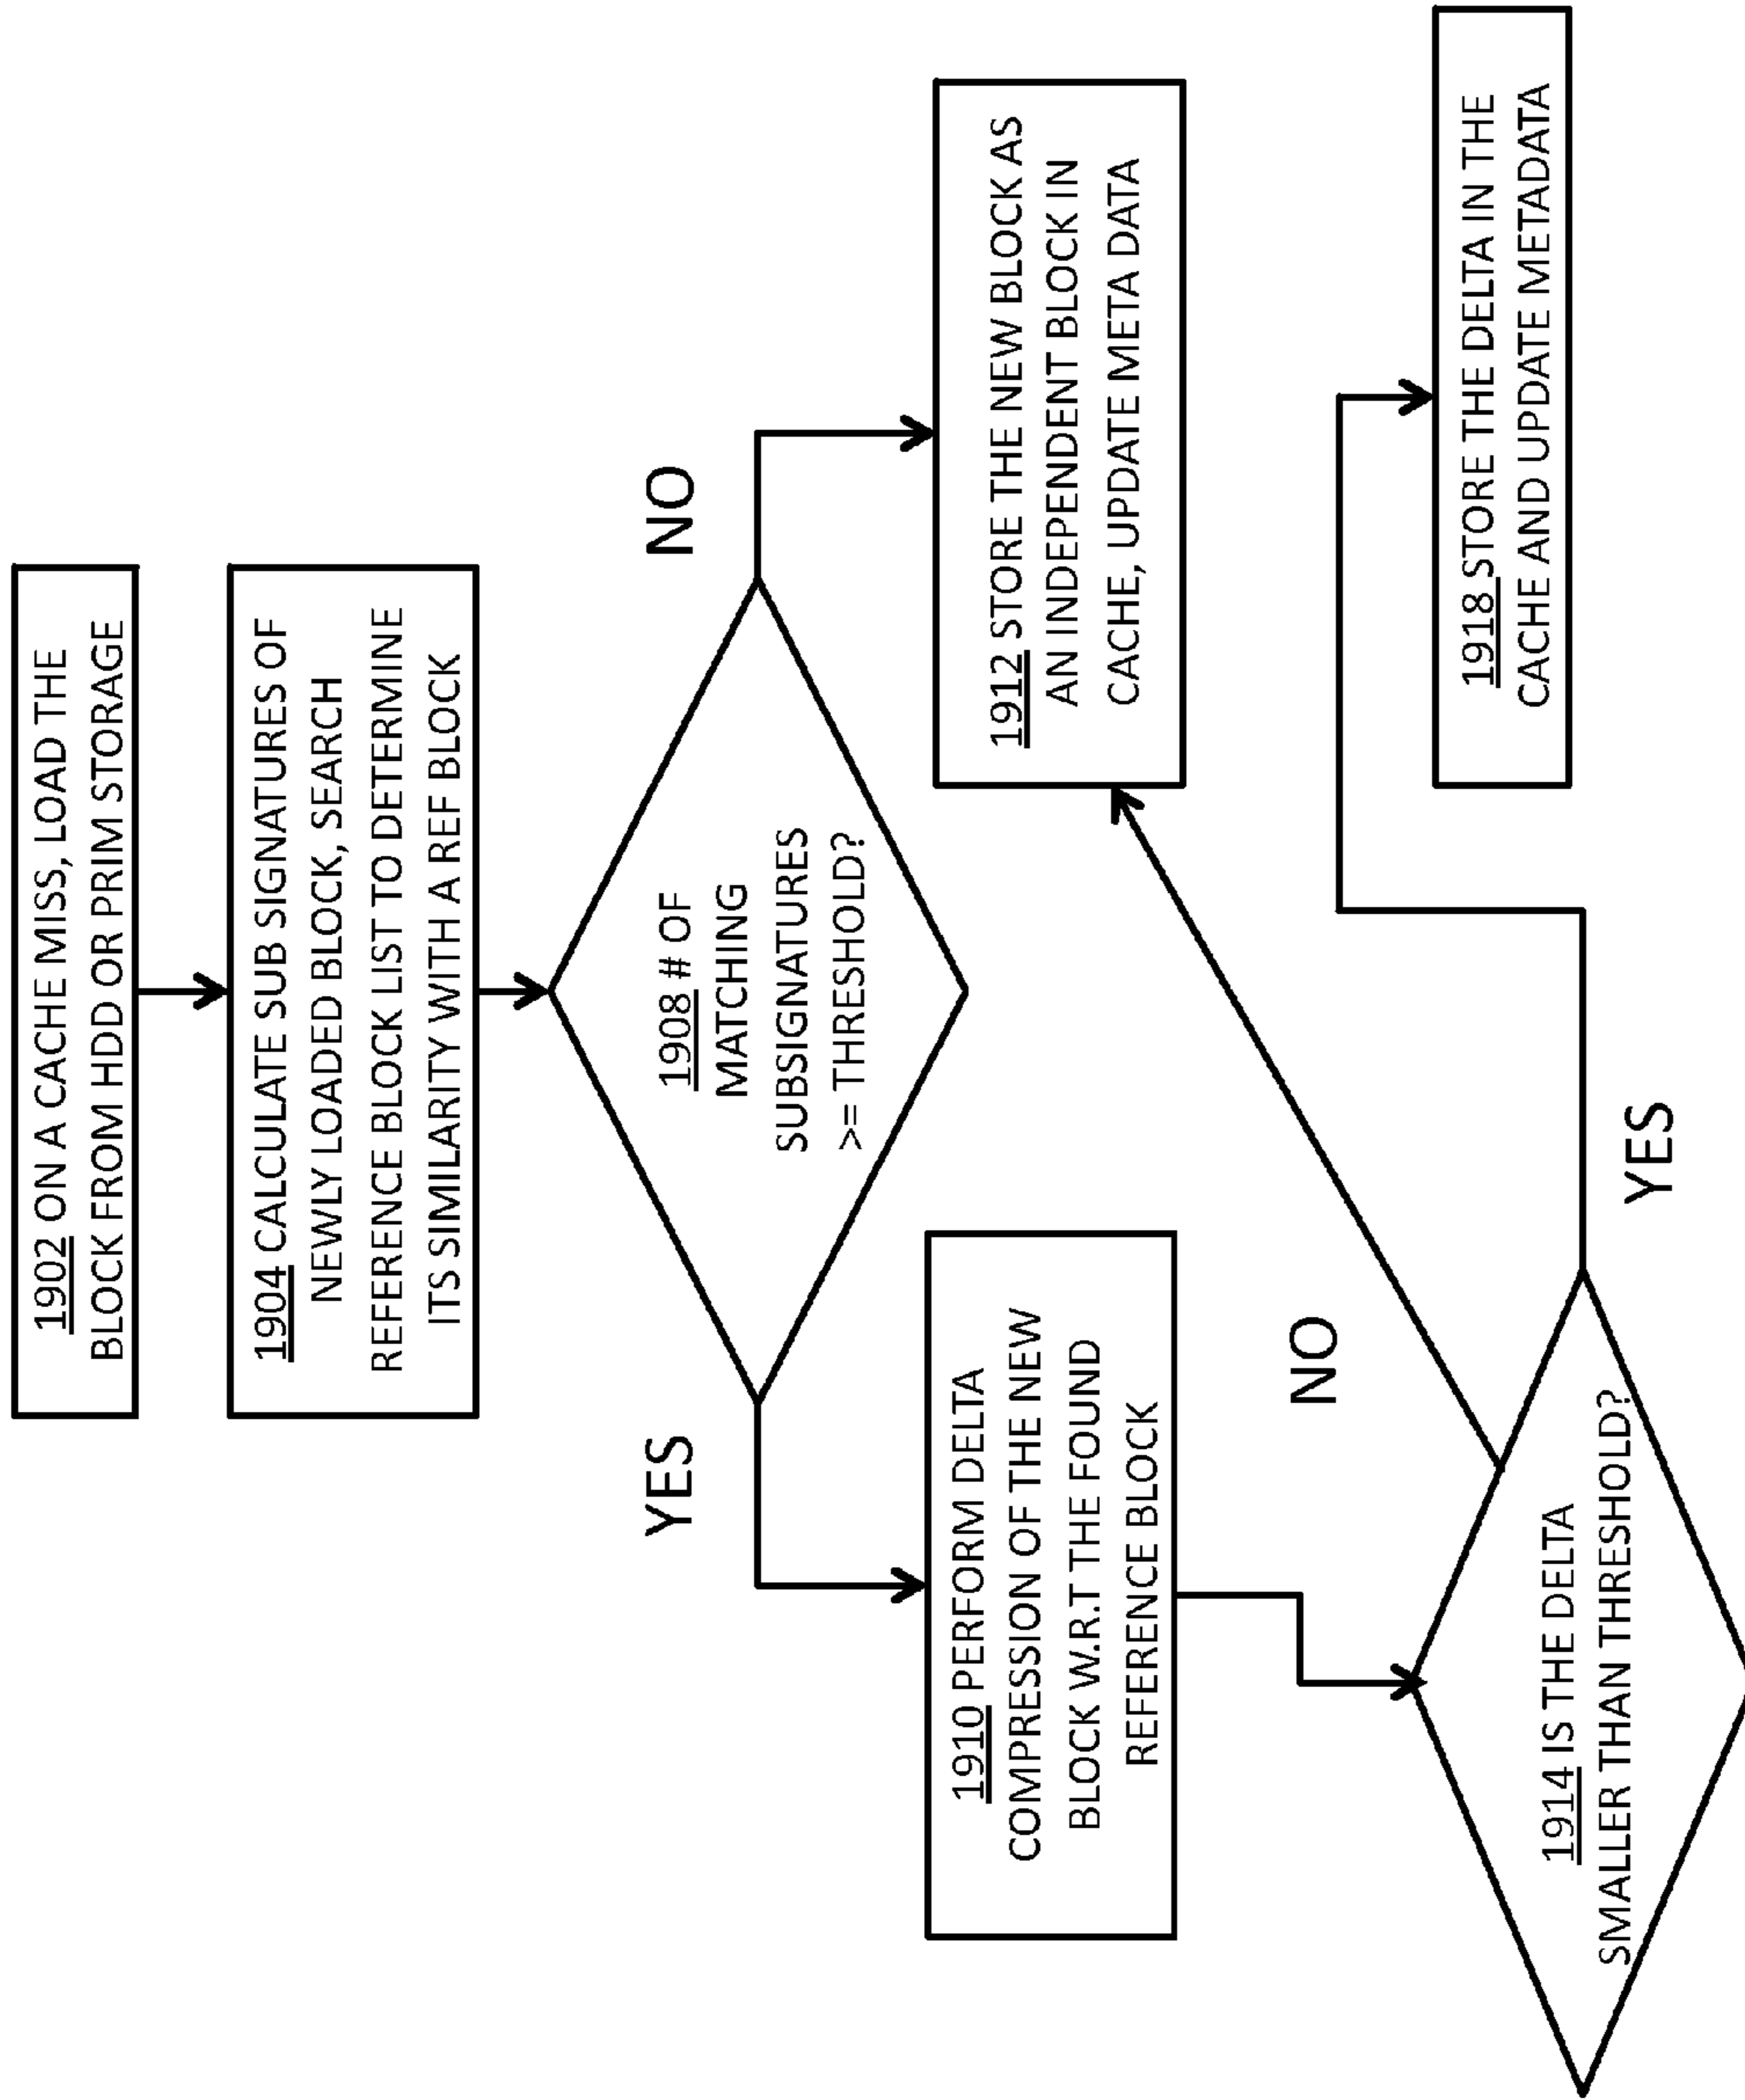 1902 ON A CACHE MISS, LOAD THE
BLOCK FROM HDD OR PRIM STORAGE
1904 CALCULATE SUB SIGNATURES OF
NEWLY LOADED BLOCK, SEARCH
REFERENCE BLOCK LIST TO DETERMINE
ITS SIMILARITY WITH A REF BLOCK
1908 # OF
MATCHING
SUBSIGNATURES
>= THRESHOLD?
YES
NO
1910 PERFORM DELTA
COMPRESSION OF THE NEW
BLOCK W.R.T THE FOUND
REFERENCE BLOCK
1912 STORE THE NEW BLOCK AS
AN INDEPENDENT BLOCK IN
CACHE, UPDATE META DATA
NO
1914 IS THE DELTA
SMALLER THAN THRESHOLD?
YES
1918 STORE THE DELTA IN THE
CACHE AND UPDATE METADATA